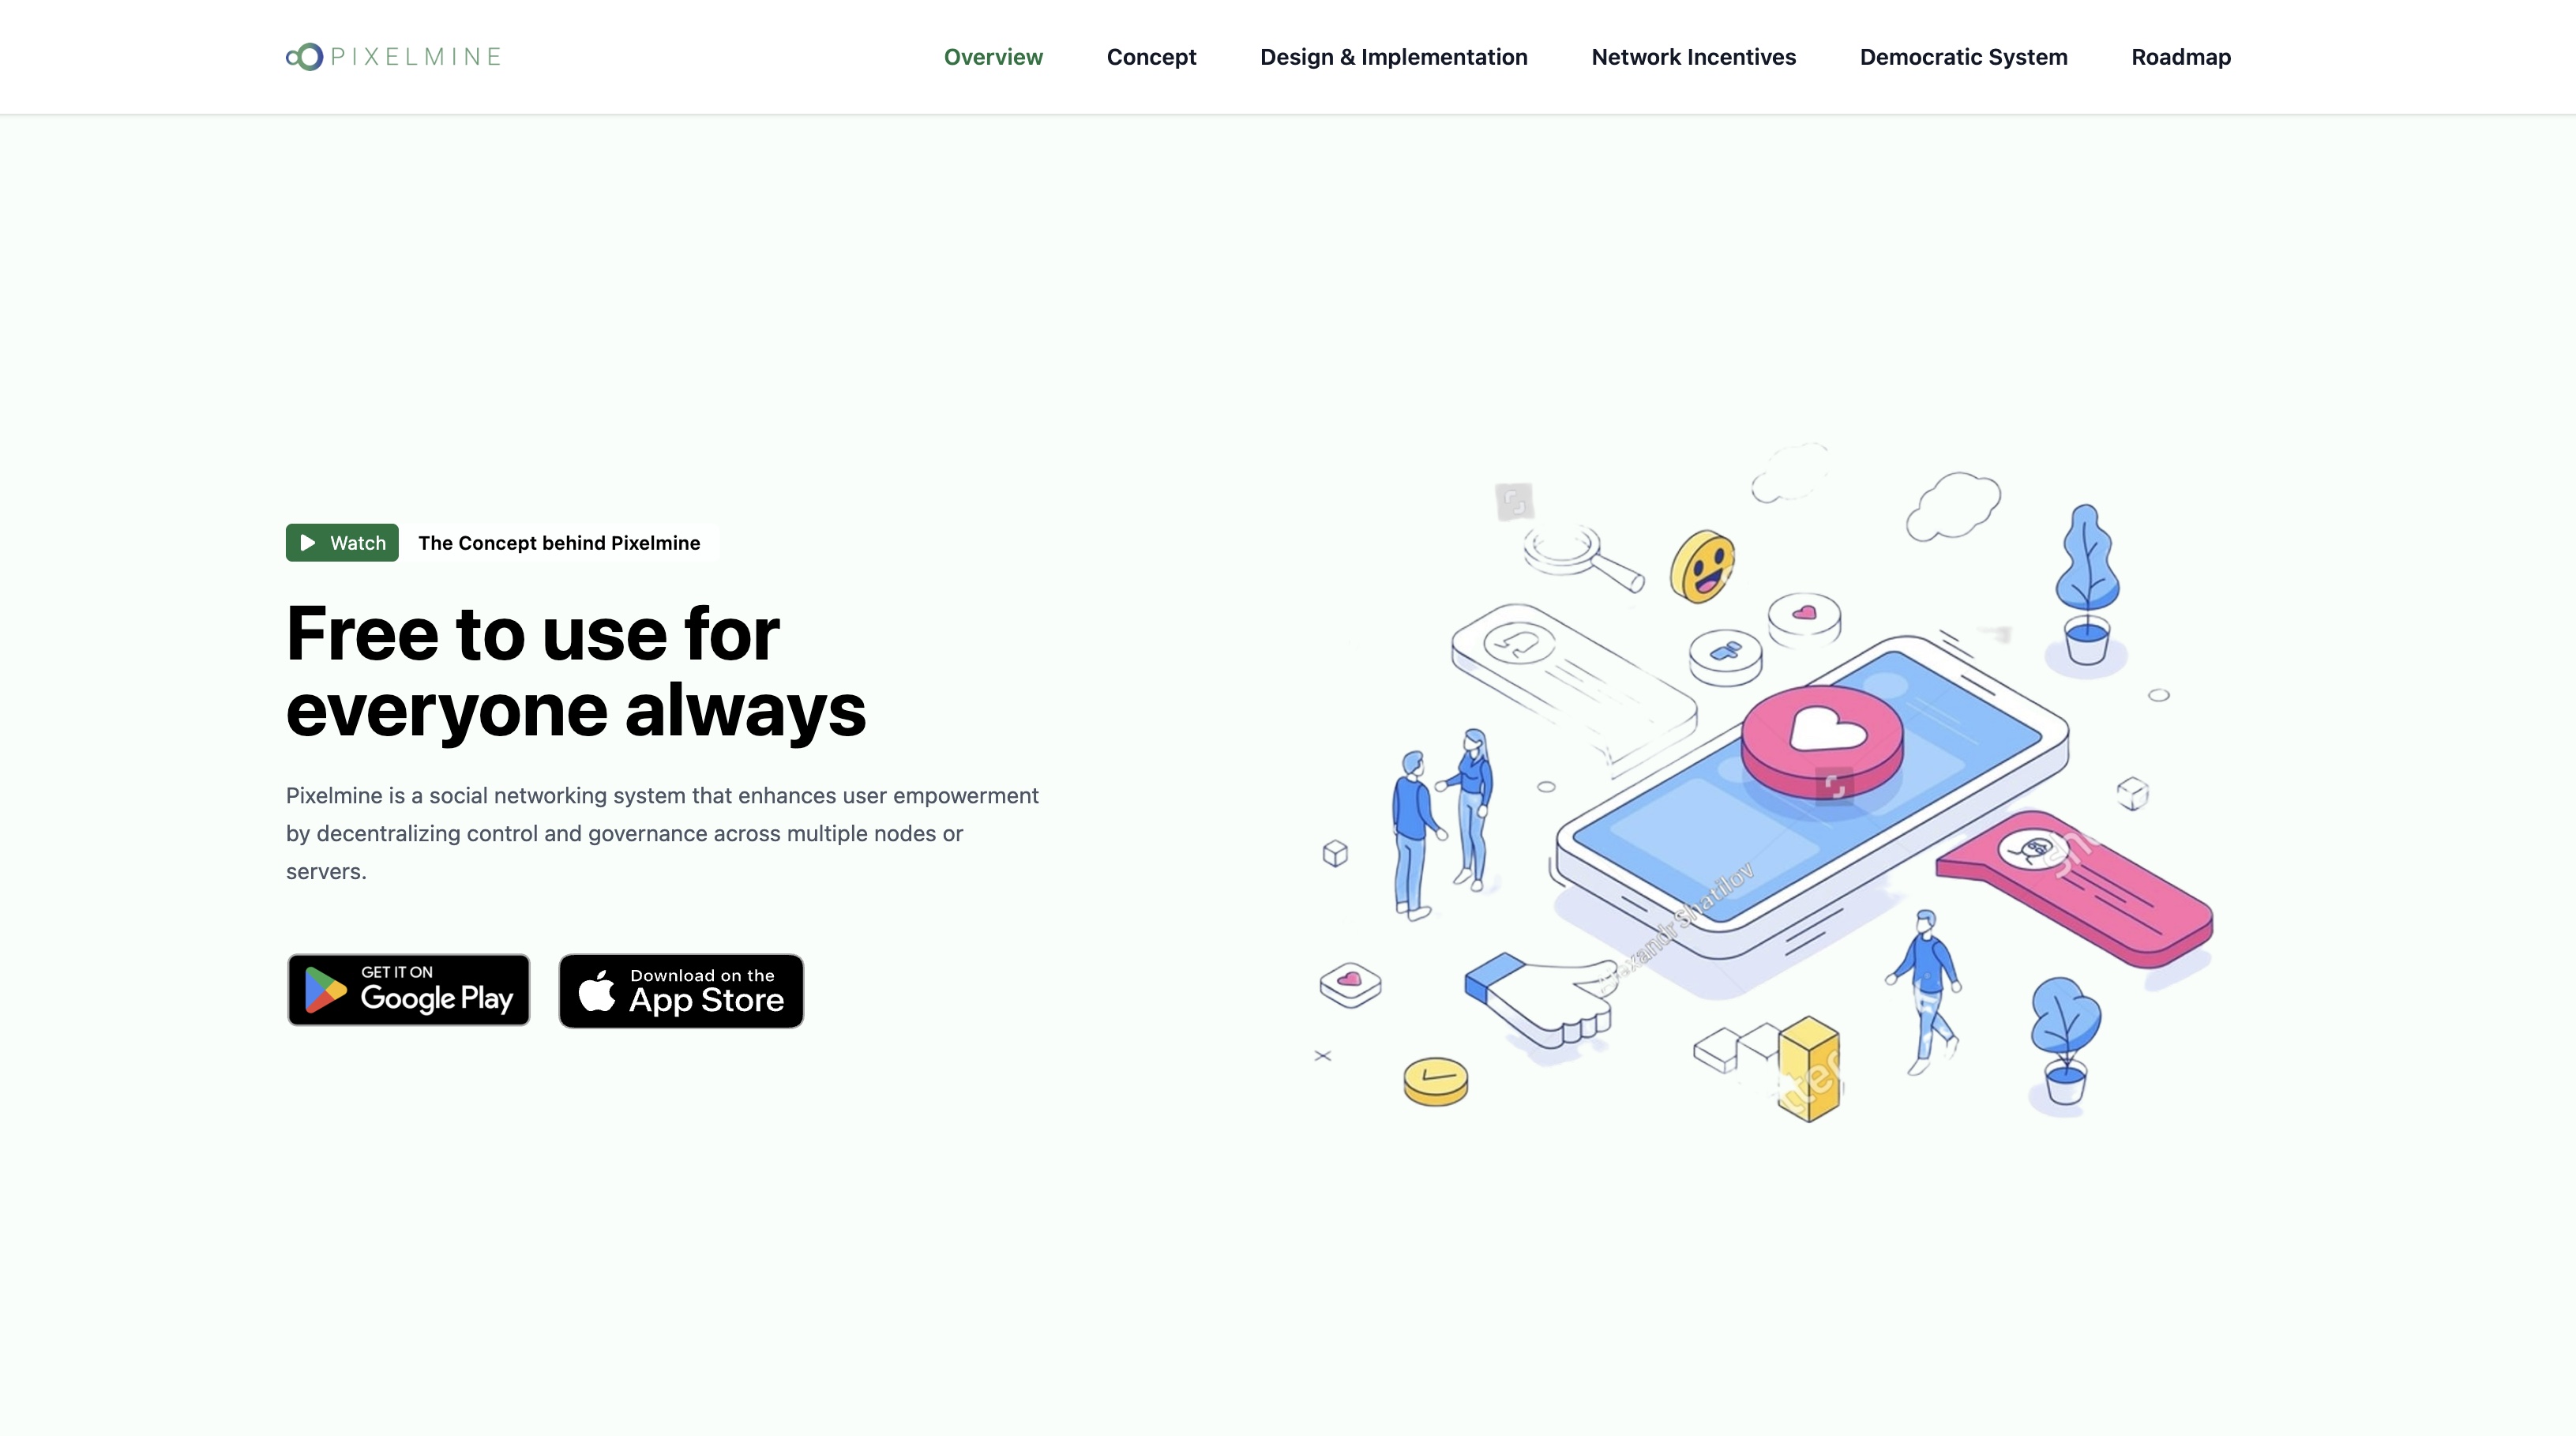 PIXELMINE
Overview
Concept
Design & Implementation
Network Incentives
Democratic System
Roadmap
Watch
The Concept behind Pixelmine
Free to use for
everyone always
Pixelmine is a social networking system that enhances user empowerment
by decentralizing control and governance across multiple nodes or
servers.
GET IT ON
Google Play
Download on the
App Store
Shatilov